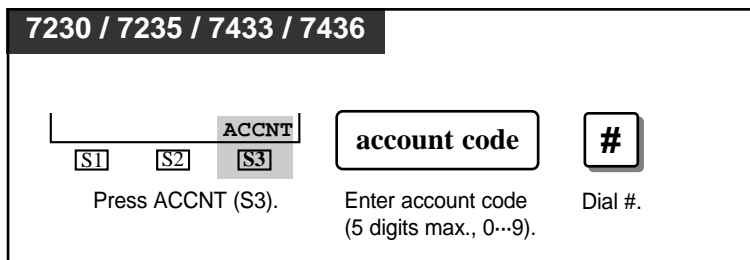 7230 / 7235 / 7433 / 7436
ACCNT
S1 S2 S3
account code
#
Press ACCNT (S3).
Enter account code
(5 digits max., 0···9).
Dial #.